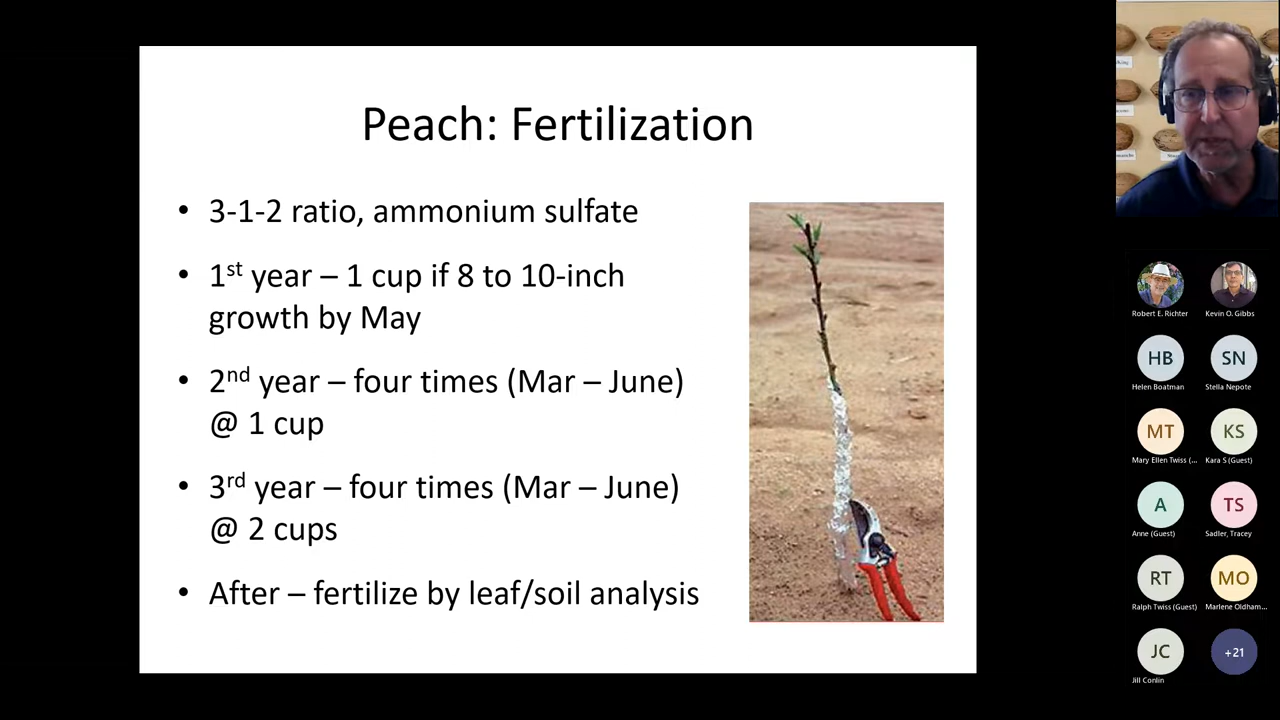 Peach: Fertilization
• 3-1-2 ratio, ammonium sulfate
• 1st year – 1 cup if 8 to 10-inch
growth by May
• 2nd year – four times (Mar – June)
@ 1 cup
• 3rd year – four times (Mar – June)
@ 2 cups
• After – fertilize by leaf/soil analysis
Robert E. Richter
Kevin O. Gibbs
HB
SN
Helen Boatman
Stella Nepote
MT
KS
Mary Ellen Twiss (...
Kara S (Guest)
A
TS
Anne (Guest)
Sadler, Tracey
RT
MO
Ralph Twiss (Guest)
Marlene Oldham...
JC
+21
Jill Conlin